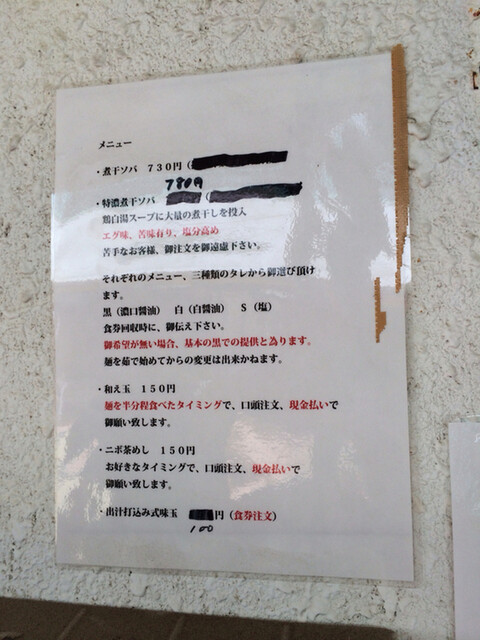 メニュー
・煮干ソバ 730円(
780円
・特濃煮干ソバ (
鶏白湯スープに大量の煮干しを投入
エグ味、苦味有り、塩分高め
苦手なお客様、御注文を御遠慮下さい。
それぞれのメニュー、三種類のタレから御選び頂け
ます。
黒(濃口醤油) 白(白醤油) S(塩)
食券回収時に、御伝え下さい。
御希望が無い場合、基本の黒での提供と為ります。
麺を茹で始めてからの変更は出来かねます。
・和え玉 150円
麺を半分程食べたタイミングで、口頭注文、現金払いで
御願い致します。
・ニボ茶めし 150円
お好きなタイミングで、口頭注文、現金払いで
御願い致します。
・出汁打込み式味玉 円(食券注文)
100